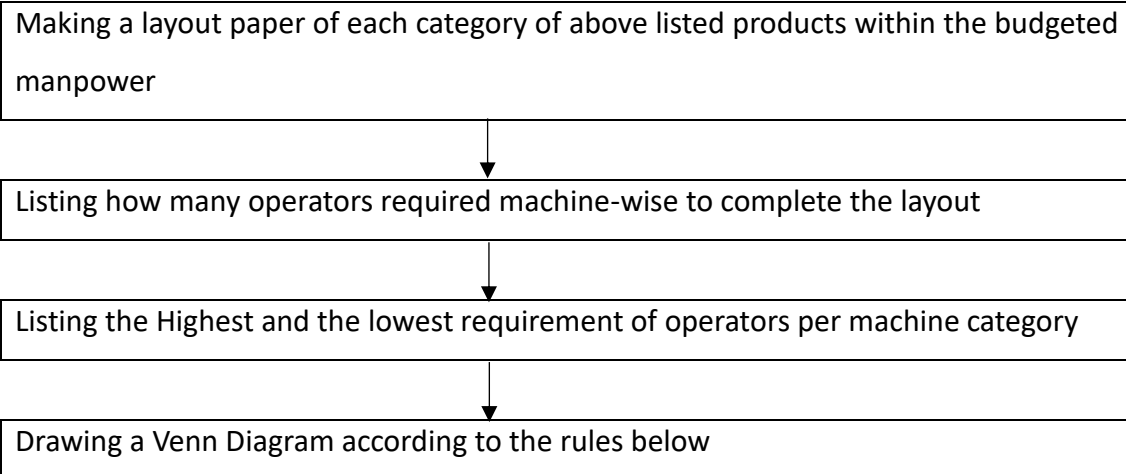 Making a layout paper of each category of above listed products within the budgeted
manpower
Listing how many operators required machine-wise to complete the layout
Listing the Highest and the lowest requirement of operators per machine category
Drawing a Venn Diagram according to the rules below